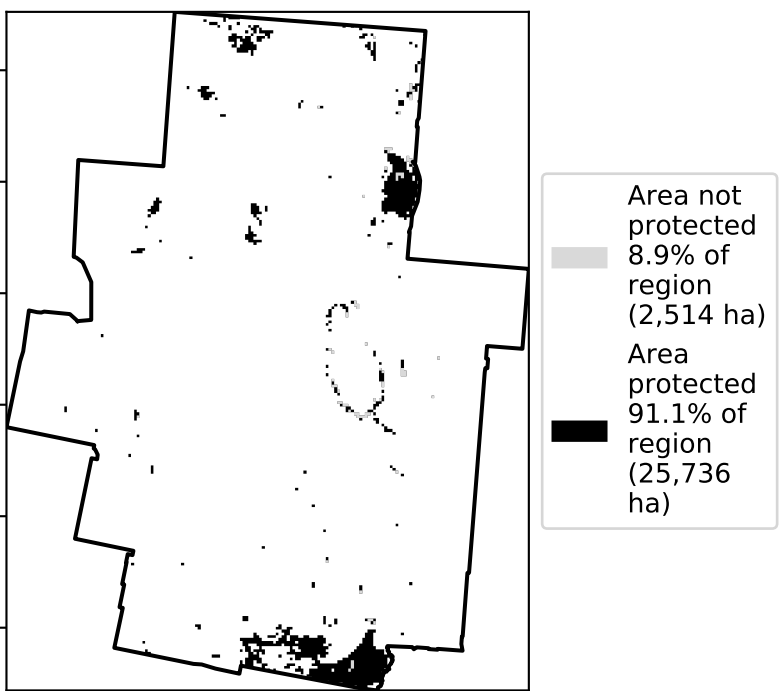 Area not
protected
8.9% of
region
(2,514 ha)
Area
protected
91.1% of
region
(25,736
ha)